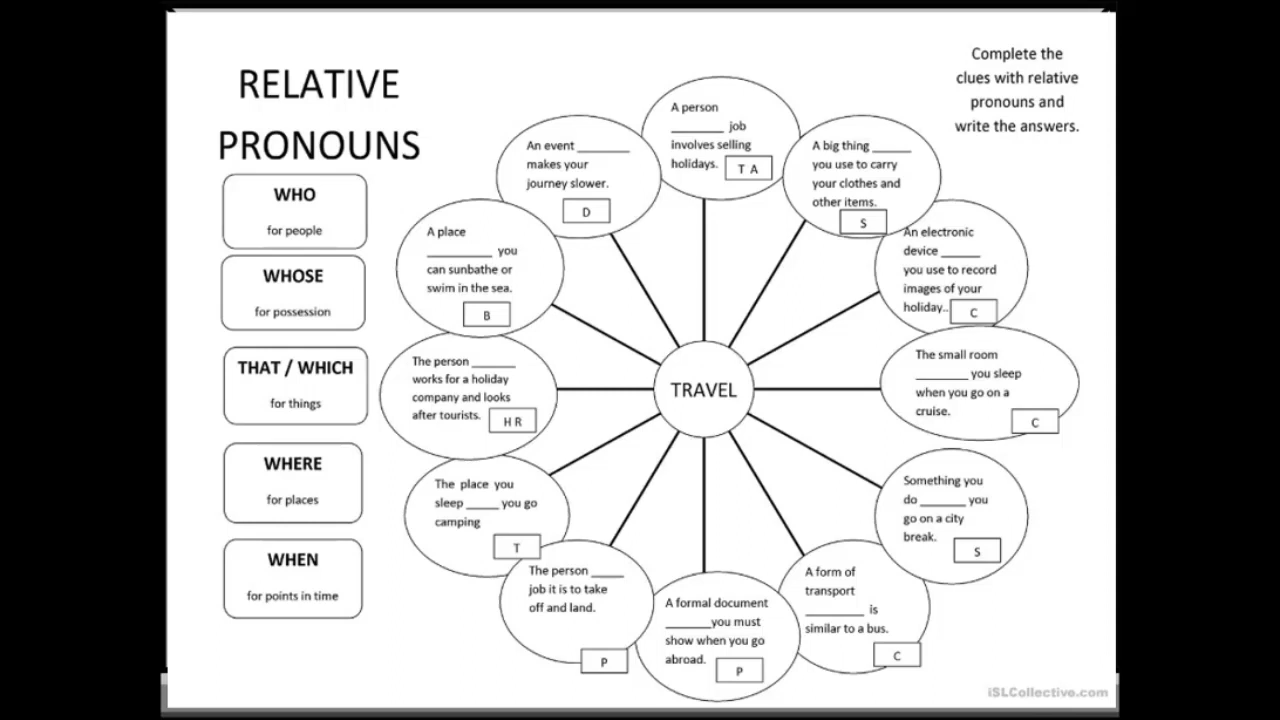 RELATIVE
PRONOUNS
WHO
for people
WHOSE
for possession
THAT / WHICH
for things
WHERE
for places
WHEN
for points in time
Complete the
clues with relative
pronouns and
write the answers.
A person
________ job
involves selling
holidays.
T A
A big thing ______
you use to carry
your clothes and
other items.
S
An electronic
device ______
you use to record
images of your
holiday..
C
The small room
________ you sleep
when you go on a
cruise.
C
Something you
do _______ you
go on a city
break.
S
A form of
transport
_________ is
similar to a bus.
C
A formal document
_______you must
show when you go
abroad.
P
The person _____
job it is to take
off and land.
P
The place you
sleep _____ you go
camping
T
The person _______
works for a holiday
company and looks
after tourists.
H R
A place
__________ you
can sunbathe or
swim in the sea.
B
An event ________
makes your
journey slower.
D
TRAVEL
iSLCollective.com